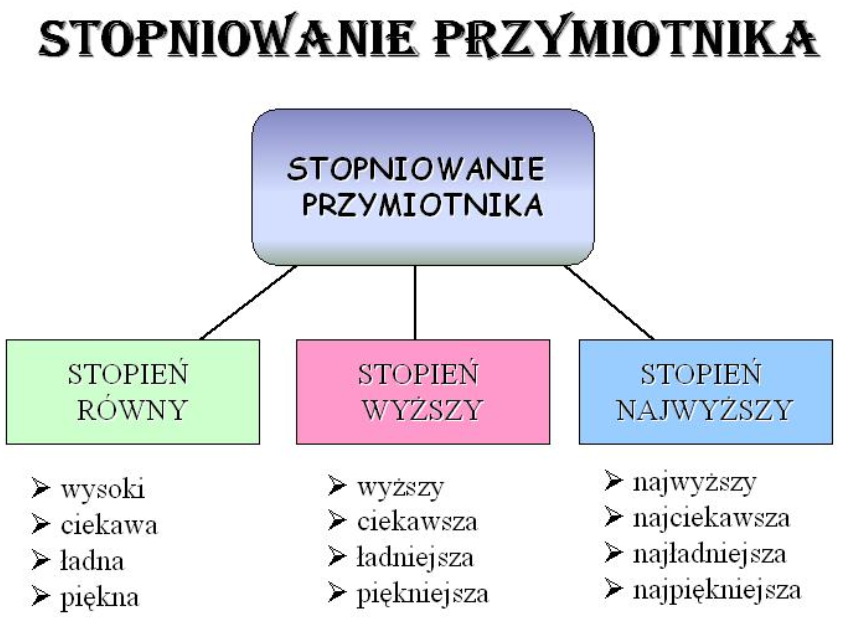 STOPNIOWANIE PRZYMIOTNIKA
STOPNIOWANIE
PRZYMIOTNIKA
STOPIEŃ
RÓWNY
STOPIEŃ
WYŻSZY
STOPIEŃ
NAJWYŻSZY
➢ wysoki
➢ ciekawa
➢ ładna
➢ piękna
➢ wyższy
➢ ciekawsza
➢ ładniejsza
➢ piękniejsza
➢ najwyższy
➢ najciekawsza
➢ najładniejsza
➢ najpiękniejsza